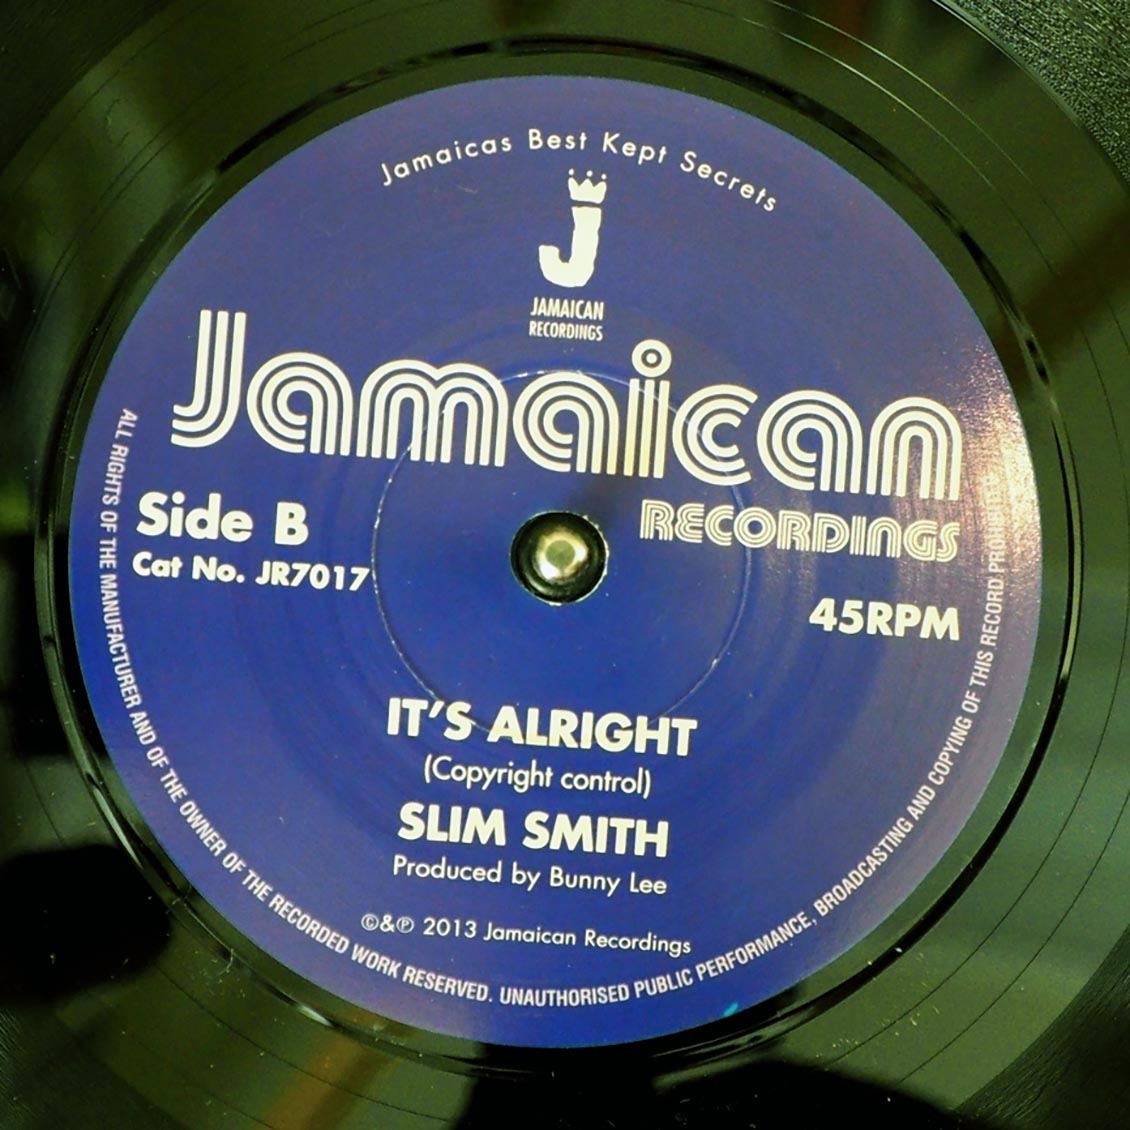 Jamaicas Best Kept Secrets
J
JAMAICAN
RECORDINGS
Jamaican
RECORDINGS
Side B
Cat No. JR7017
45RPM
IT'S ALRIGHT
(Copyright control)
SLIM SMITH
Produced by Bunny Lee
©&℗ 2013 Jamaican Recordings
ALL RIGHTS OF THE MANUFACTURER AND OF THE OWNER OF THE RECORDED WORK RESERVED. UNAUTHORISED PUBLIC PERFORMANCE, BROADCASTING AND COPYING OF THIS RECORD PROHIBITED